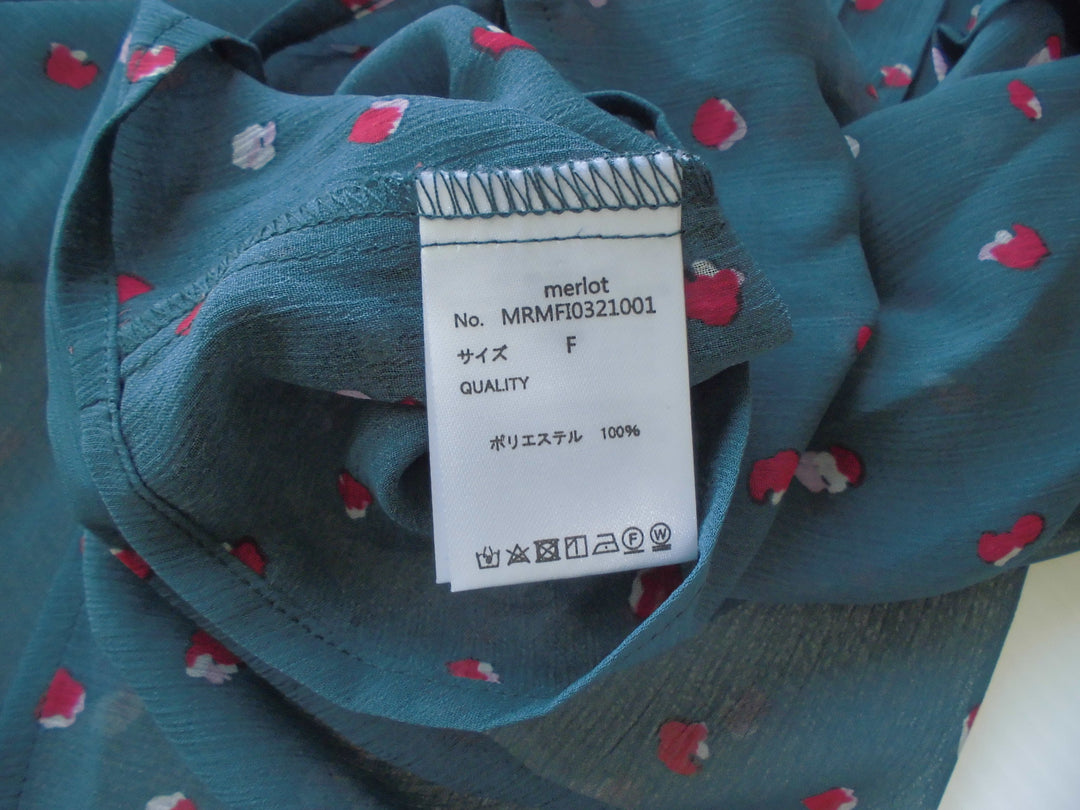 merlot
No. MRMFI0321001
サイズ F
QUALITY
ポリエステル 100%
F W